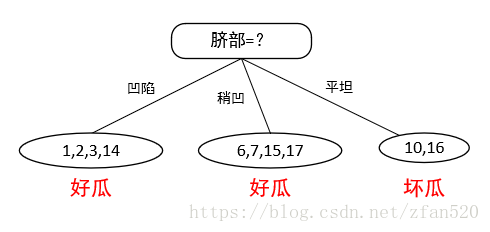 脐部=?
凹陷
稍凹
平坦
1,2,3,14
6,7,15,17
10,16
好瓜
好瓜
坏瓜
https://blog.csdn.net/zfan520